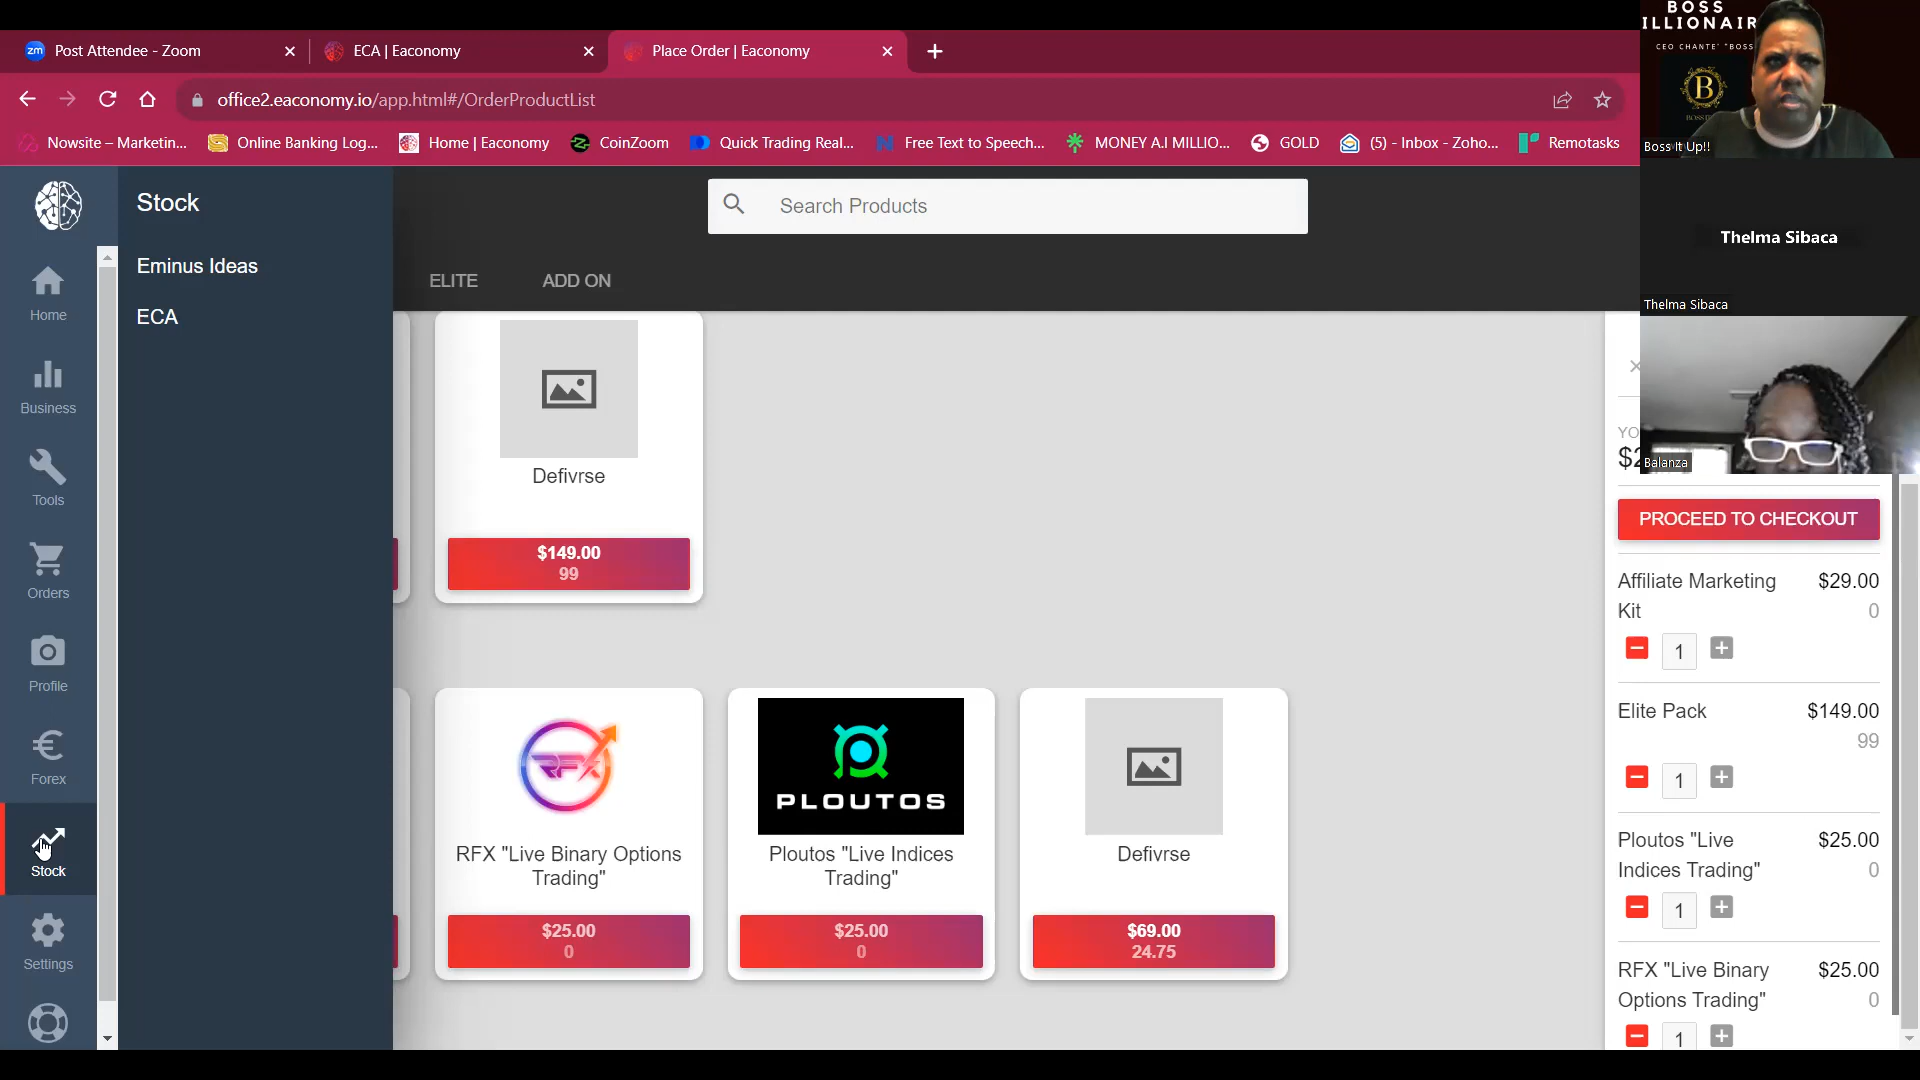 Post Attendee - Zoom
ECA | Eaconomy
Place Order | Eaconomy
office2.eaconomy.io/app.html#/OrderProductList
Nowsite – Marketin...
Online Banking Log...
Home | Eaconomy
CoinZoom
Quick Trading Real...
Free Text to Speech...
MONEY A.I MILLIO...
GOLD
(5) - Inbox - Zoho...
Remotasks
Stock
Eminus Ideas
ECA
Home
Business
Tools
Orders
Profile
Forex
Stock
Settings
Search Products
ELITE
ADD ON
Defivrse
$149.00
99
RFX
RFX "Live Binary Options
Trading"
$25.00
0
PLOUTOS
Ploutos "Live Indices
Trading"
$25.00
0
Defivrse
$69.00
24.75
YO
$2
PROCEED TO CHECKOUT
Affiliate Marketing
Kit
$29.00
0
1
Elite Pack
$149.00
99
1
Ploutos "Live
Indices Trading"
$25.00
0
1
RFX "Live Binary
Options Trading"
$25.00
0
1
BOSS
ILLIONAIR
CEO CHANTE' "BOSS
B
Boss It Up!!
Thelma Sibaca
Thelma Sibaca
Balanza